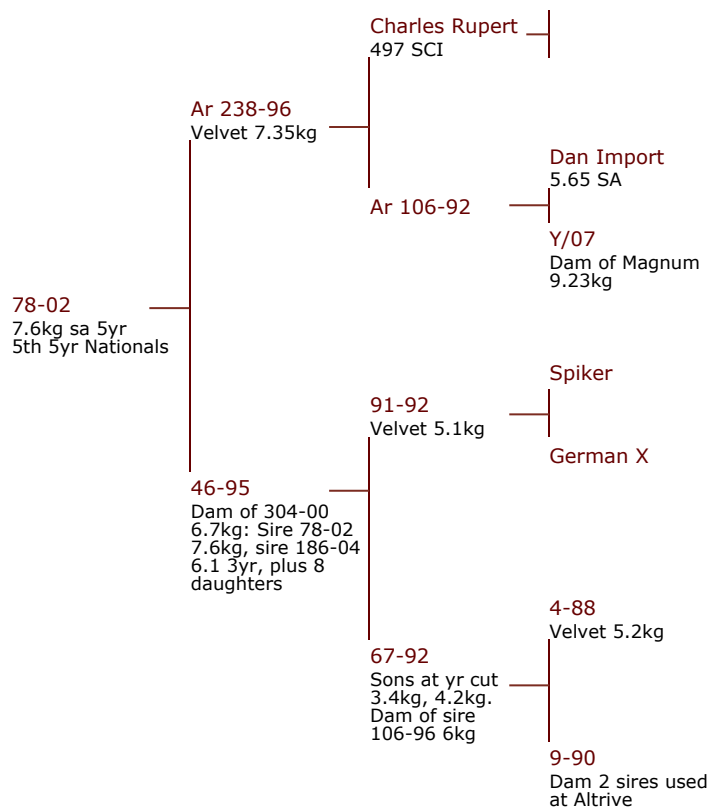 Charles Rupert
497 SCI
Ar 238-96
Velvet 7.35kg
Dan Import
5.65 SA
Ar 106-92
Y/07
Dam of Magnum
9.23kg
78-02
7.6kg sa 5yr
5th 5yr Nationals
Spiker
91-92
Velvet 5.1kg
German X
46-95
Dam of 304-00
6.7kg: Sire 78-02
7.6kg, sire 186-04
6.1 3yr, plus 8
daughters
4-88
Velvet 5.2kg
67-92
Sons at yr cut
3.4kg, 4.2kg.
Dam of sire
106-96 6kg
9-90
Dam 2 sires used
at Altrive